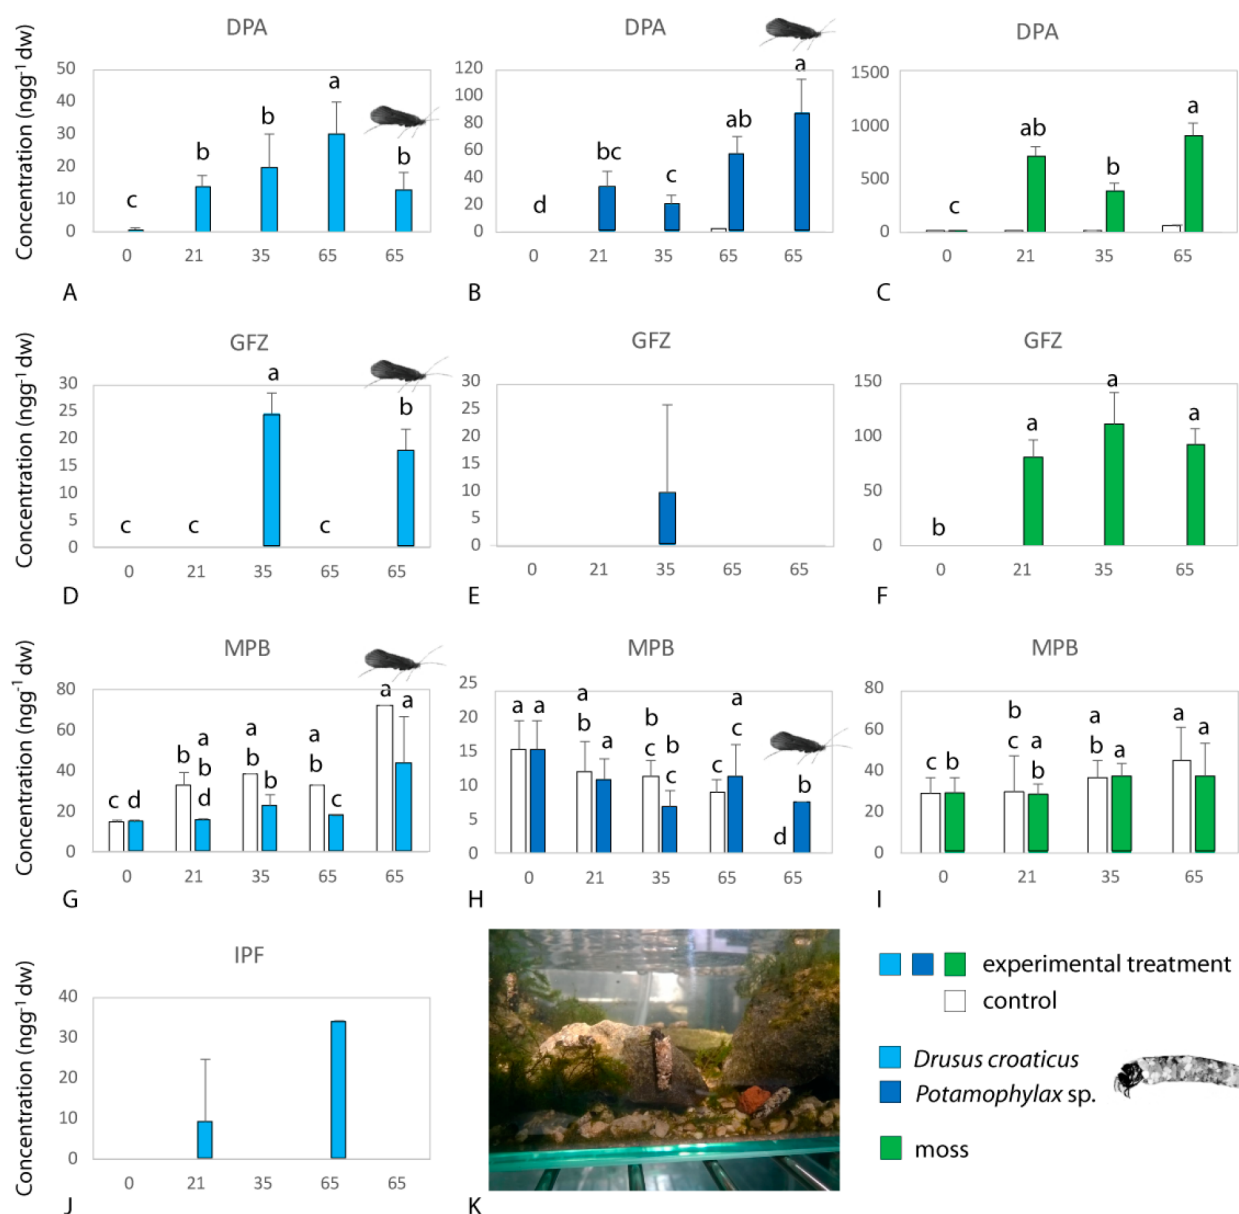 DPA
Concentration (ngg⁻¹ dw)
50
40
30
20
10
0
c
b
b
a
b
0 21 35 65 65
A
DPA
120
100
80
60
40
20
0
d
bc
c
ab
a
0 21 35 65 65
B
DPA
1500
1000
500
0
c
ab
b
a
0 21 35 65
C
GFZ
Concentration (ngg⁻¹ dw)
30
25
20
15
10
5
0
c
c
a
c
b
0 21 35 65 65
D
GFZ
30
25
20
15
10
5
0
0 21 35 65 65
E
GFZ
150
100
50
0
b
a
a
a
0 21 35 65
F
MPB
Concentration (ngg⁻¹ dw)
80
60
40
20
0
c d
b
a
b
d
a
b
b
a
b
c
a a
0 21 35 65 65
G
MPB
25
20
15
10
5
0
a a
a
b
a
b
c
b
c
c
a
c
d
b
0 21 35 65 65
H
MPB
80
60
40
20
0
c b
b
c
a
b
a
b
a
a
a
0 21 35 65
I
IPF
Concentration (ngg⁻¹ dw)
40
30
20
10
0
0 21 35 65 65
J
K
experimental treatment
control
Drusus croaticus
Potamophylax sp.
moss